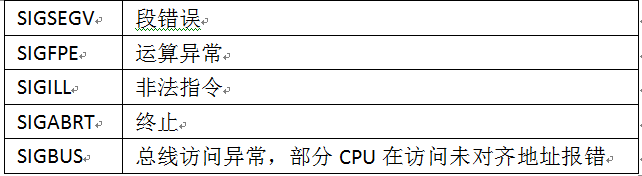 SIGSEGV 段错误
SIGFPE 运算异常
SIGILL 非法指令
SIGABRT 终止
SIGBUS 总线访问异常，部分 CPU 在访问未对齐地址报错